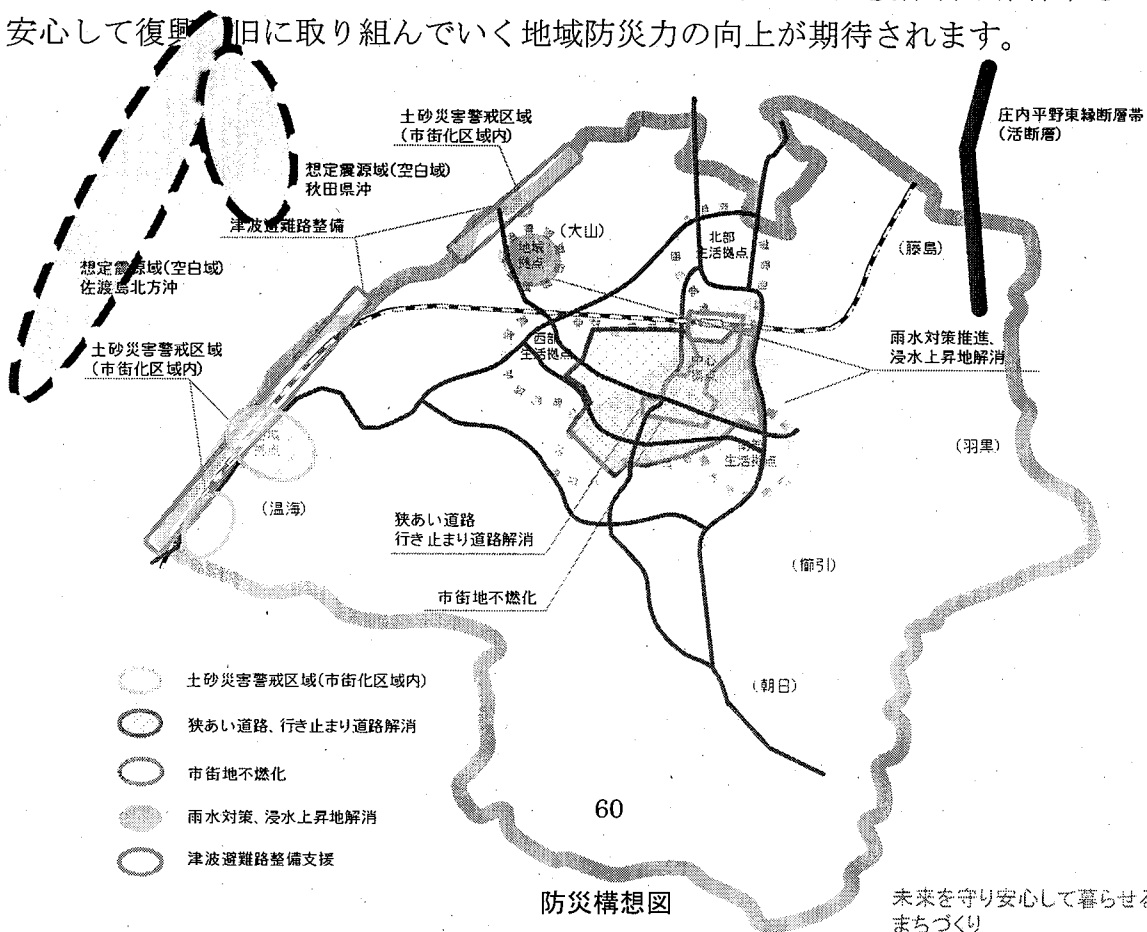 安心して復興 旧に取り組んでいく地域防災力の向上が期待されます。
土砂災害警戒区域
(市街化区域内)
庄内平野東縁断層帯
(活断層)
想定震源域(空白域)
秋田県沖
津波避難路整備
(大山)
北部
生活拠点
(藤島)
地域
拠点
想定震源域(空白域)
佐渡島北方沖
土砂災害警戒区域
(市街化区域内)
西部
生活拠点
中心
拠点
雨水対策推進、
浸水上昇地解消
(羽黒)
生活拠点
拠点
(温海)
狭あい道路
行き止まり道路解消
(櫛引)
市街地不燃化
(朝日)
土砂災害警戒区域(市街化区域内)
狭あい道路、行き止まり道路解消
市街地不燃化
雨水対策、浸水上昇地解消
津波避難路整備支援
60
防災構想図
未来を守り安心して暮らせる
まちづくり